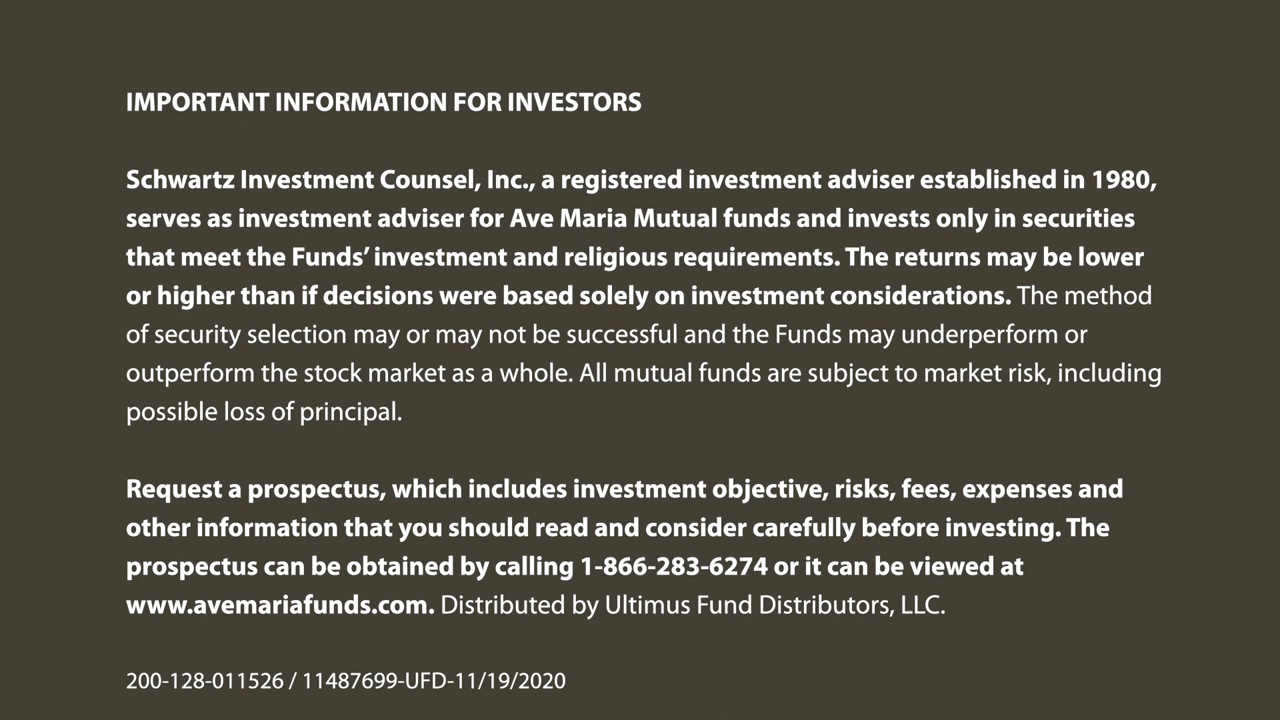 IMPORTANT INFORMATION FOR INVESTORS
Schwartz Investment Counsel, Inc., a registered investment adviser established in 1980,
serves as investment adviser for Ave Maria Mutual funds and invests only in securities
that meet the Funds’ investment and religious requirements. The returns may be lower
or higher than if decisions were based solely on investment considerations. The method
of security selection may or may not be successful and the Funds may underperform or
outperform the stock market as a whole. All mutual funds are subject to market risk, including
possible loss of principal.
Request a prospectus, which includes investment objective, risks, fees, expenses and
other information that you should read and consider carefully before investing. The
prospectus can be obtained by calling 1-866-283-6274 or it can be viewed at
www.avemariafunds.com. Distributed by Ultimus Fund Distributors, LLC.
200-128-011526 / 11487699-UFD-11/19/2020